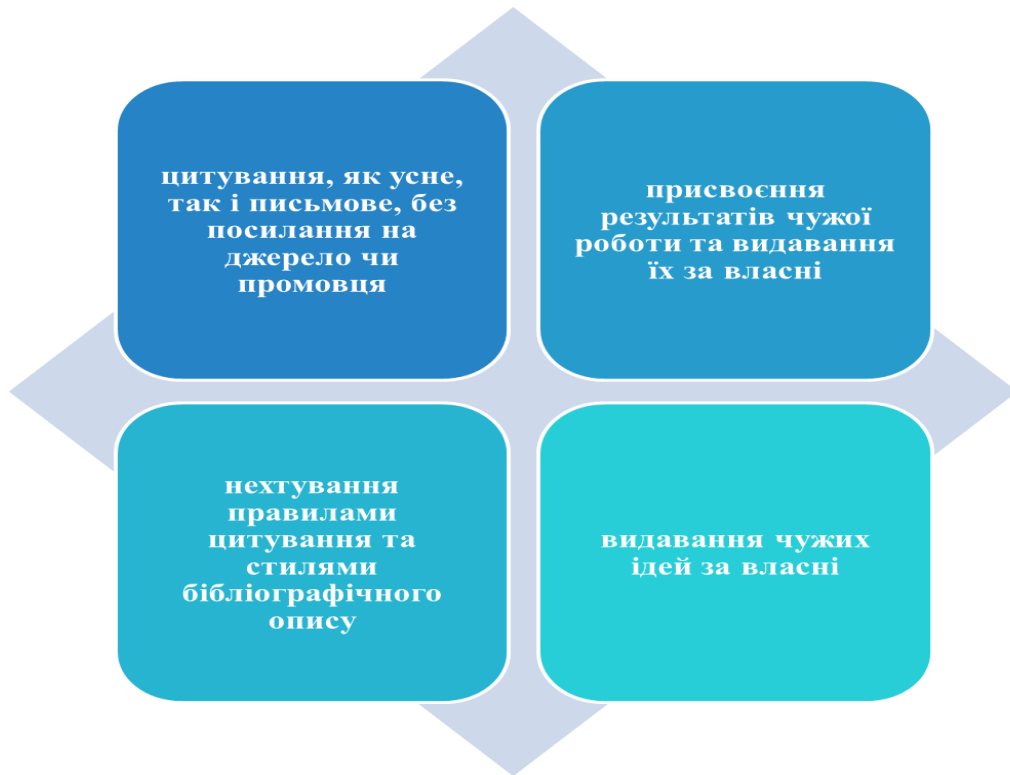 цитування, як усне,
так і письмове, без
посилання на
джерело чи
промовця
присвоєння
результатів чужої
роботи та видавання
їх за власні
нехтування
правилами
цитування та
стилями
бібліографічного
опису
видавання чужих
ідей за власні